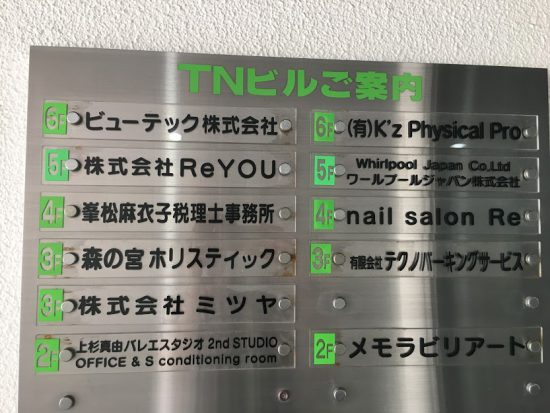 TNビルご案内
6F ビューテック株式会社
6F (有)K'z Physical Pro
5F 株式会社ReYOU
5F Whirlpool Japan Co,Ltd
ワールプールジャパン株式会社
4F 峯松麻衣子税理士事務所
4F nail salon Re
3F 森の宮ホリスティック
3F 有限会社テクノパーキングサービス
3F 株式会社ミツヤ
2F 上杉真由バレエスタジオ 2nd STUDIO
OFFICE & S conditioning room
2F メモラビリアート